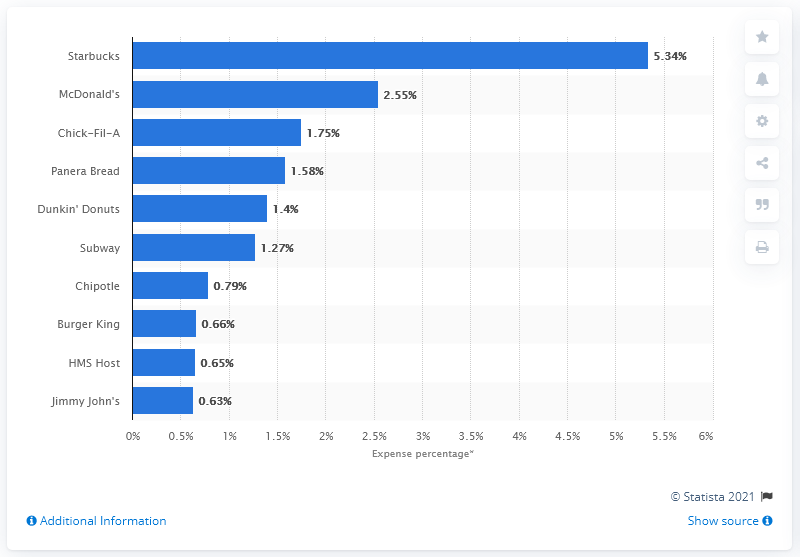 Starbucks 5.34%
McDonald's 2.55%
Chick-Fil-A 1.75%
Panera Bread 1.58%
Dunkin' Donuts 1.4%
Subway 1.27%
Chipotle 0.79%
Burger King 0.66%
HMS Host 0.65%
Jimmy John's 0.63%
0% 0.5% 1% 1.5% 2% 2.5% 3% 3.5% 4% 4.5% 5% 5.5% 6%
Expense percentage*
© Statista 2021
Additional Information Show source